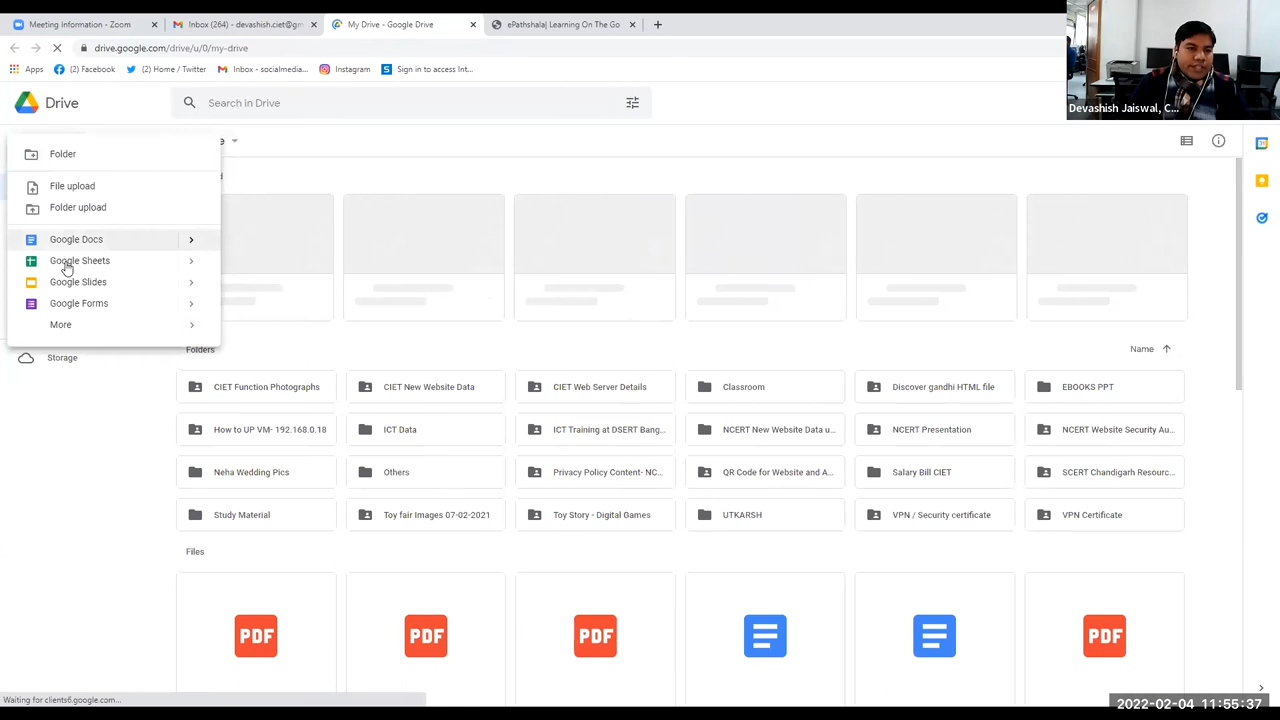 Meeting Information - Zoom
Inbox (264) - devashish.ciet@gm
My Drive - Google Drive
ePathshala| Learning On The Go
drive.google.com/drive/u/0/my-drive
Apps
(2) Facebook
(2) Home / Twitter
Inbox - socialmedia...
Instagram
Sign in to access Int...
Devashish Jaiswal, C...
Drive
Search in Drive
Folder
File upload
Folder upload
Google Docs
Google Sheets
Google Slides
Google Forms
More
Storage
Folders
Name
CIET Function Photographs
CIET New Website Data
CIET Web Server Details
Classroom
Discover gandhi HTML file
EBOOKS PPT
How to UP VM- 192.168.0.18
ICT Data
ICT Training at DSERT Bang...
NCERT New Website Data u...
NCERT Presentation
NCERT Website Security Au...
Neha Wedding Pics
Others
Privacy Policy Content- NC...
QR Code for Website and A...
Salary Bill CIET
SCERT Chandigarh Resourc...
Study Material
Toy fair Images 07-02-2021
Toy Story - Digital Games
UTKARSH
VPN / Security certificate
VPN Certificate
Files
PDF
PDF
PDF
PDF
Waiting for clients6.google.com...
2022-02-04 11:55:37